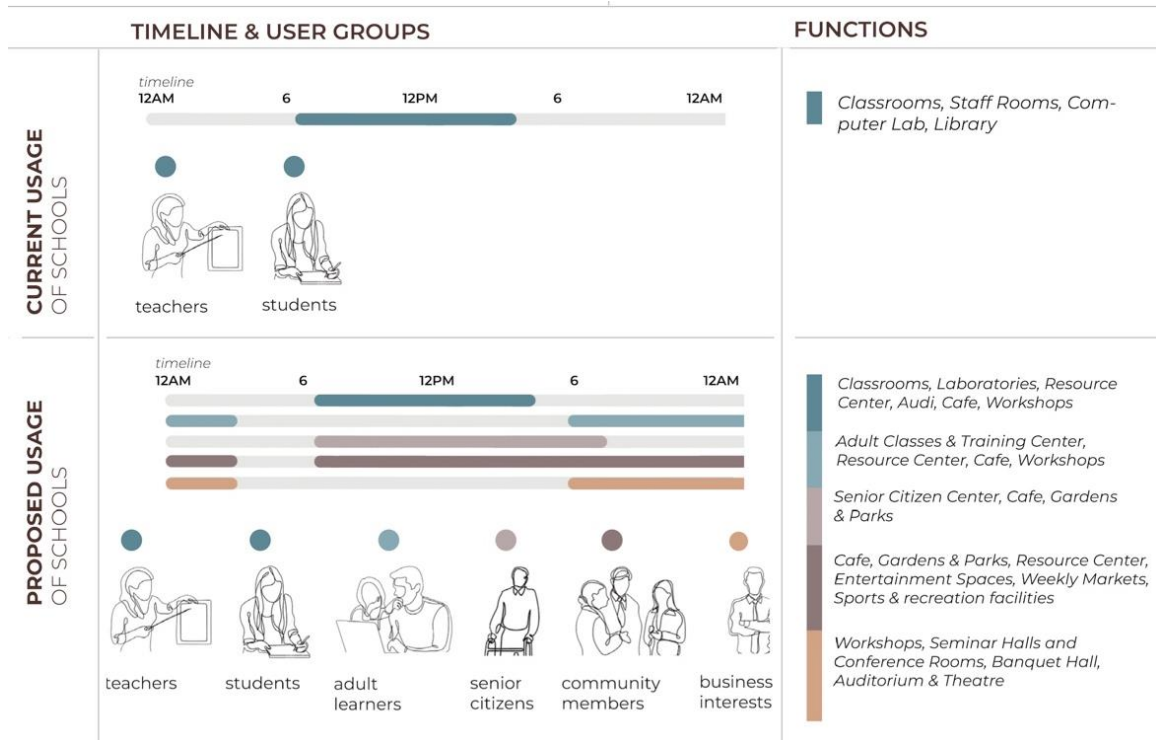 TIMELINE & USER GROUPS
FUNCTIONS
CURRENT USAGE
OF SCHOOLS
timeline
12AM 6 12PM 6 12AM
teachers students
Classrooms, Staff Rooms, Com-
puter Lab, Library
PROPOSED USAGE
OF SCHOOLS
timeline
12AM 6 12PM 6 12AM
teachers students adult senior community business
learners citizens members interests
Classrooms, Laboratories, Resource
Center, Audi, Cafe, Workshops
Adult Classes & Training Center,
Resource Center, Cafe, Workshops
Senior Citizen Center, Cafe, Gardens
& Parks
Cafe, Gardens & Parks, Resource Center,
Entertainment Spaces, Weekly Markets,
Sports & recreation facilities
Workshops, Seminar Halls and
Conference Rooms, Banquet Hall,
Auditorium & Theatre